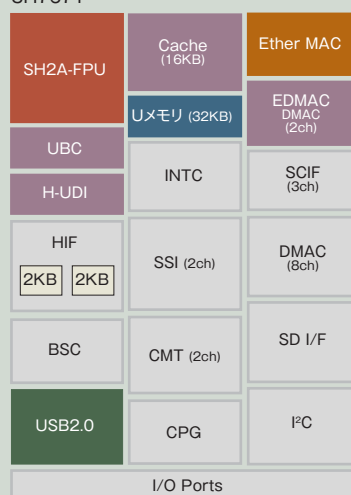 SH2A-FPU
UBC
H-UDI
HIF
2KB 2KB
BSC
USB2.0
Cache
(16KB)
Uメモリ (32KB)
INTC
SSI (2ch)
CMT (2ch)
CPG
Ether MAC
EDMAC
DMAC
(2ch)
SCIF
(3ch)
DMAC
(8ch)
SD I/F
I²C
I/O Ports